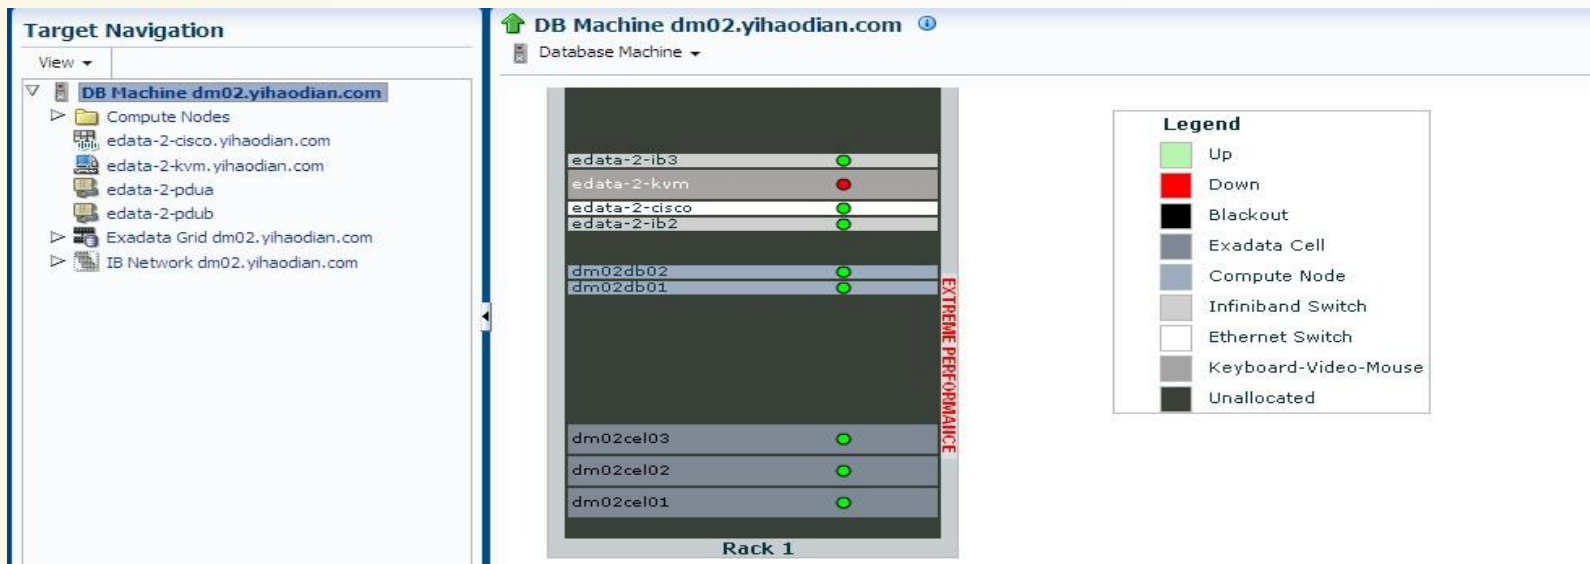 Target Navigation
View
DB Machine dm02.yihaodian.com
Compute Nodes
edata-2-cisco.yihaodian.com
edata-2-kvm.yihaodian.com
edata-2-pdua
edata-2-pdub
Exadata Grid dm02.yihaodian.com
IB Network dm02.yihaodian.com
DB Machine dm02.yihaodian.com
Database Machine
edata-2-ib3
edata-2-kvm
edata-2-cisco
edata-2-ib2
dm02db02
dm02db01
dm02cel03
dm02cel02
dm02cel01
EXTREME PERFORMANCE
Rack 1
Legend
Up
Down
Blackout
Exadata Cell
Compute Node
Infiniband Switch
Ethernet Switch
Keyboard-Video-Mouse
Unallocated